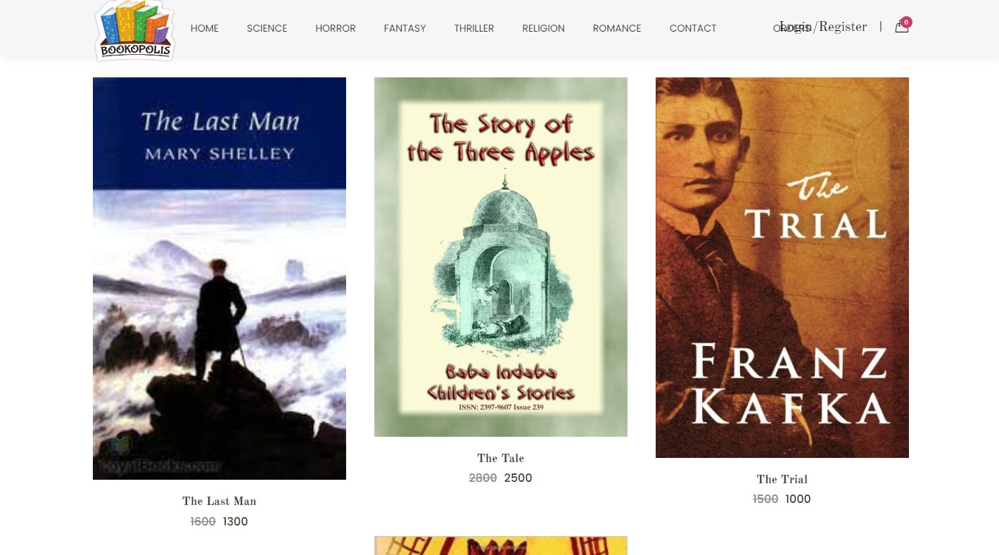 BOOKOPOLIS
HOME
SCIENCE
HORROR
FANTASY
THRILLER
RELIGION
ROMANCE
CONTACT
ORDERS
Login/Register
|
0
The Last Man
MARY SHELLEY
LoyalBooks.com
The Last Man
1600 1300
The Story of
the Three Apples
Baba Indaba
Children's Stories
ISSN: 2397-9607 Issue 239
The Tale
2800 2500
The
TRIAL
FRANZ
KAFKA
The Trial
1500 1000